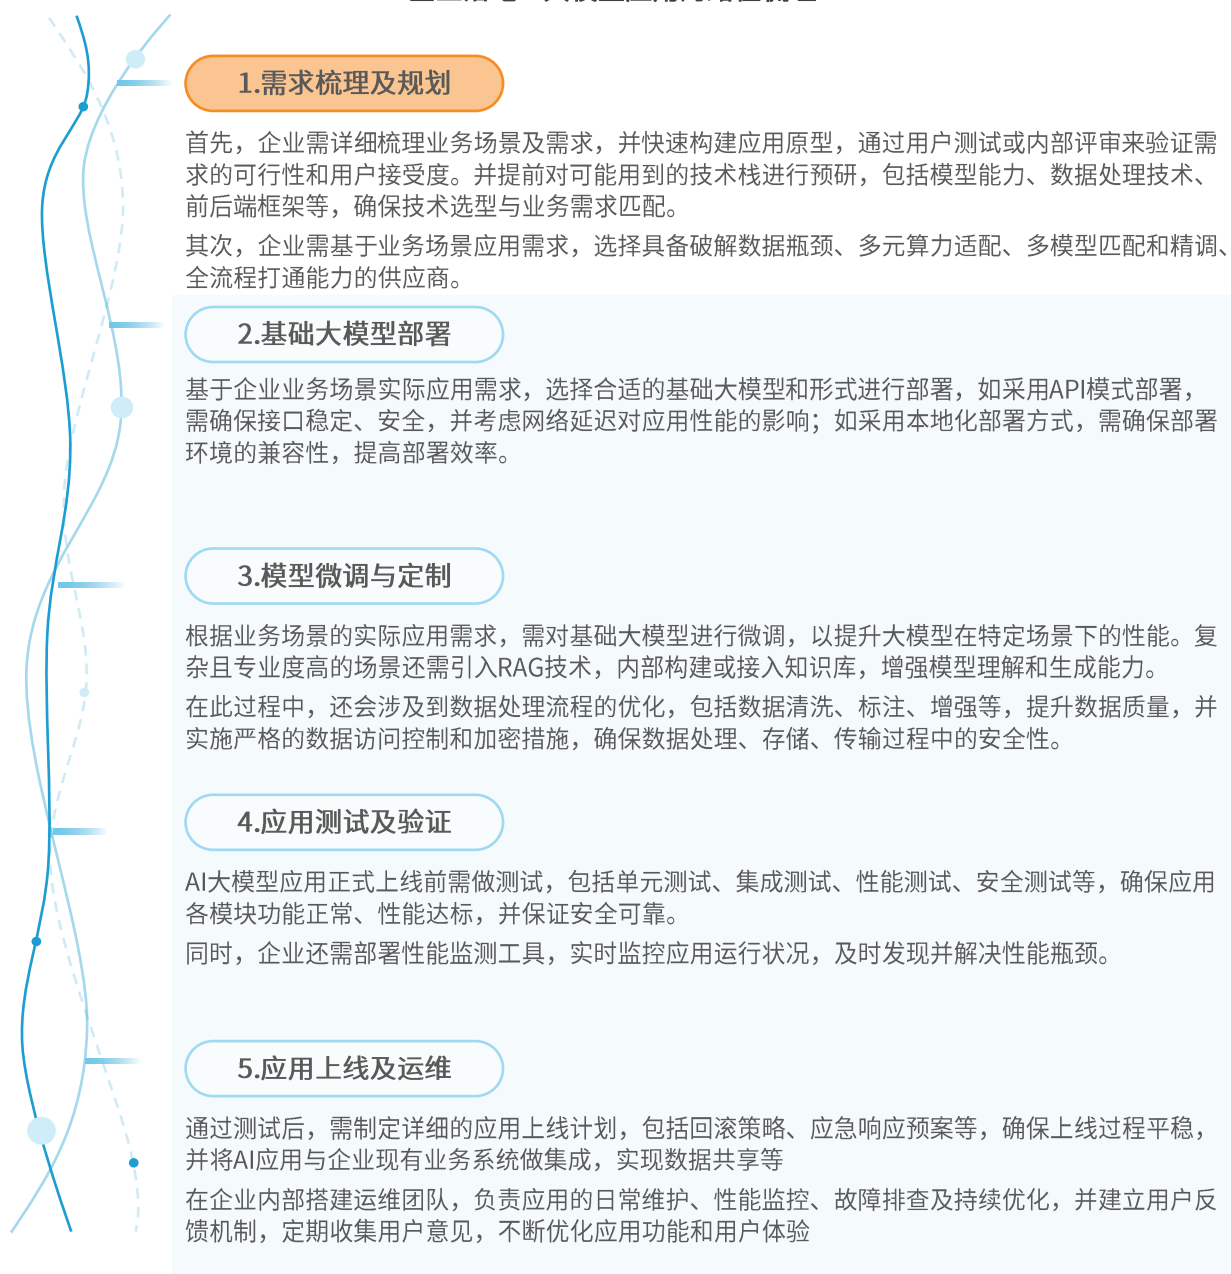 1.需求梳理及规划
首先，企业需详细梳理业务场景及需求，并快速构建应用原型，通过用户测试或内部评审来验证需
求的可行性和用户接受度。并提前对可能用到的技术栈进行预研，包括模型能力、数据处理技术、
前后端框架等，确保技术选型与业务需求匹配。
其次，企业需基于业务场景应用需求，选择具备破解数据瓶颈、多元算力适配、多模型匹配和精调、
全流程打通能力的供应商。
2.基础大模型部署
基于企业业务场景实际应用需求，选择合适的基础大模型和形式进行部署，如采用API模式部署，
需确保接口稳定、安全，并考虑网络延迟对应用性能的影响；如采用本地化部署方式，需确保部署
环境的兼容性，提高部署效率。
3.模型微调与定制
根据业务场景的实际应用需求，需对基础大模型进行微调，以提升大模型在特定场景下的性能。复
杂且专业度高的场景还需引入RAG技术，内部构建或接入知识库，增强模型理解和生成能力。
在此过程中，还会涉及到数据处理流程的优化，包括数据清洗、标注、增强等，提升数据质量，并
实施严格的数据访问控制和加密措施，确保数据处理、存储、传输过程中的安全性。
4.应用测试及验证
AI大模型应用正式上线前需做测试，包括单元测试、集成测试、性能测试、安全测试等，确保应用
各模块功能正常、性能达标，并保证安全可靠。
同时，企业还需部署性能监测工具，实时监控应用运行状况，及时发现并解决性能瓶颈。
5.应用上线及运维
通过测试后，需制定详细的应用上线计划，包括回滚策略、应急响应预案等，确保上线过程平稳，
并将AI应用与企业现有业务系统做集成，实现数据共享等
在企业内部搭建运维团队，负责应用的日常维护、性能监控、故障排查及持续优化，并建立用户反
馈机制，定期收集用户意见，不断优化应用功能和用户体验